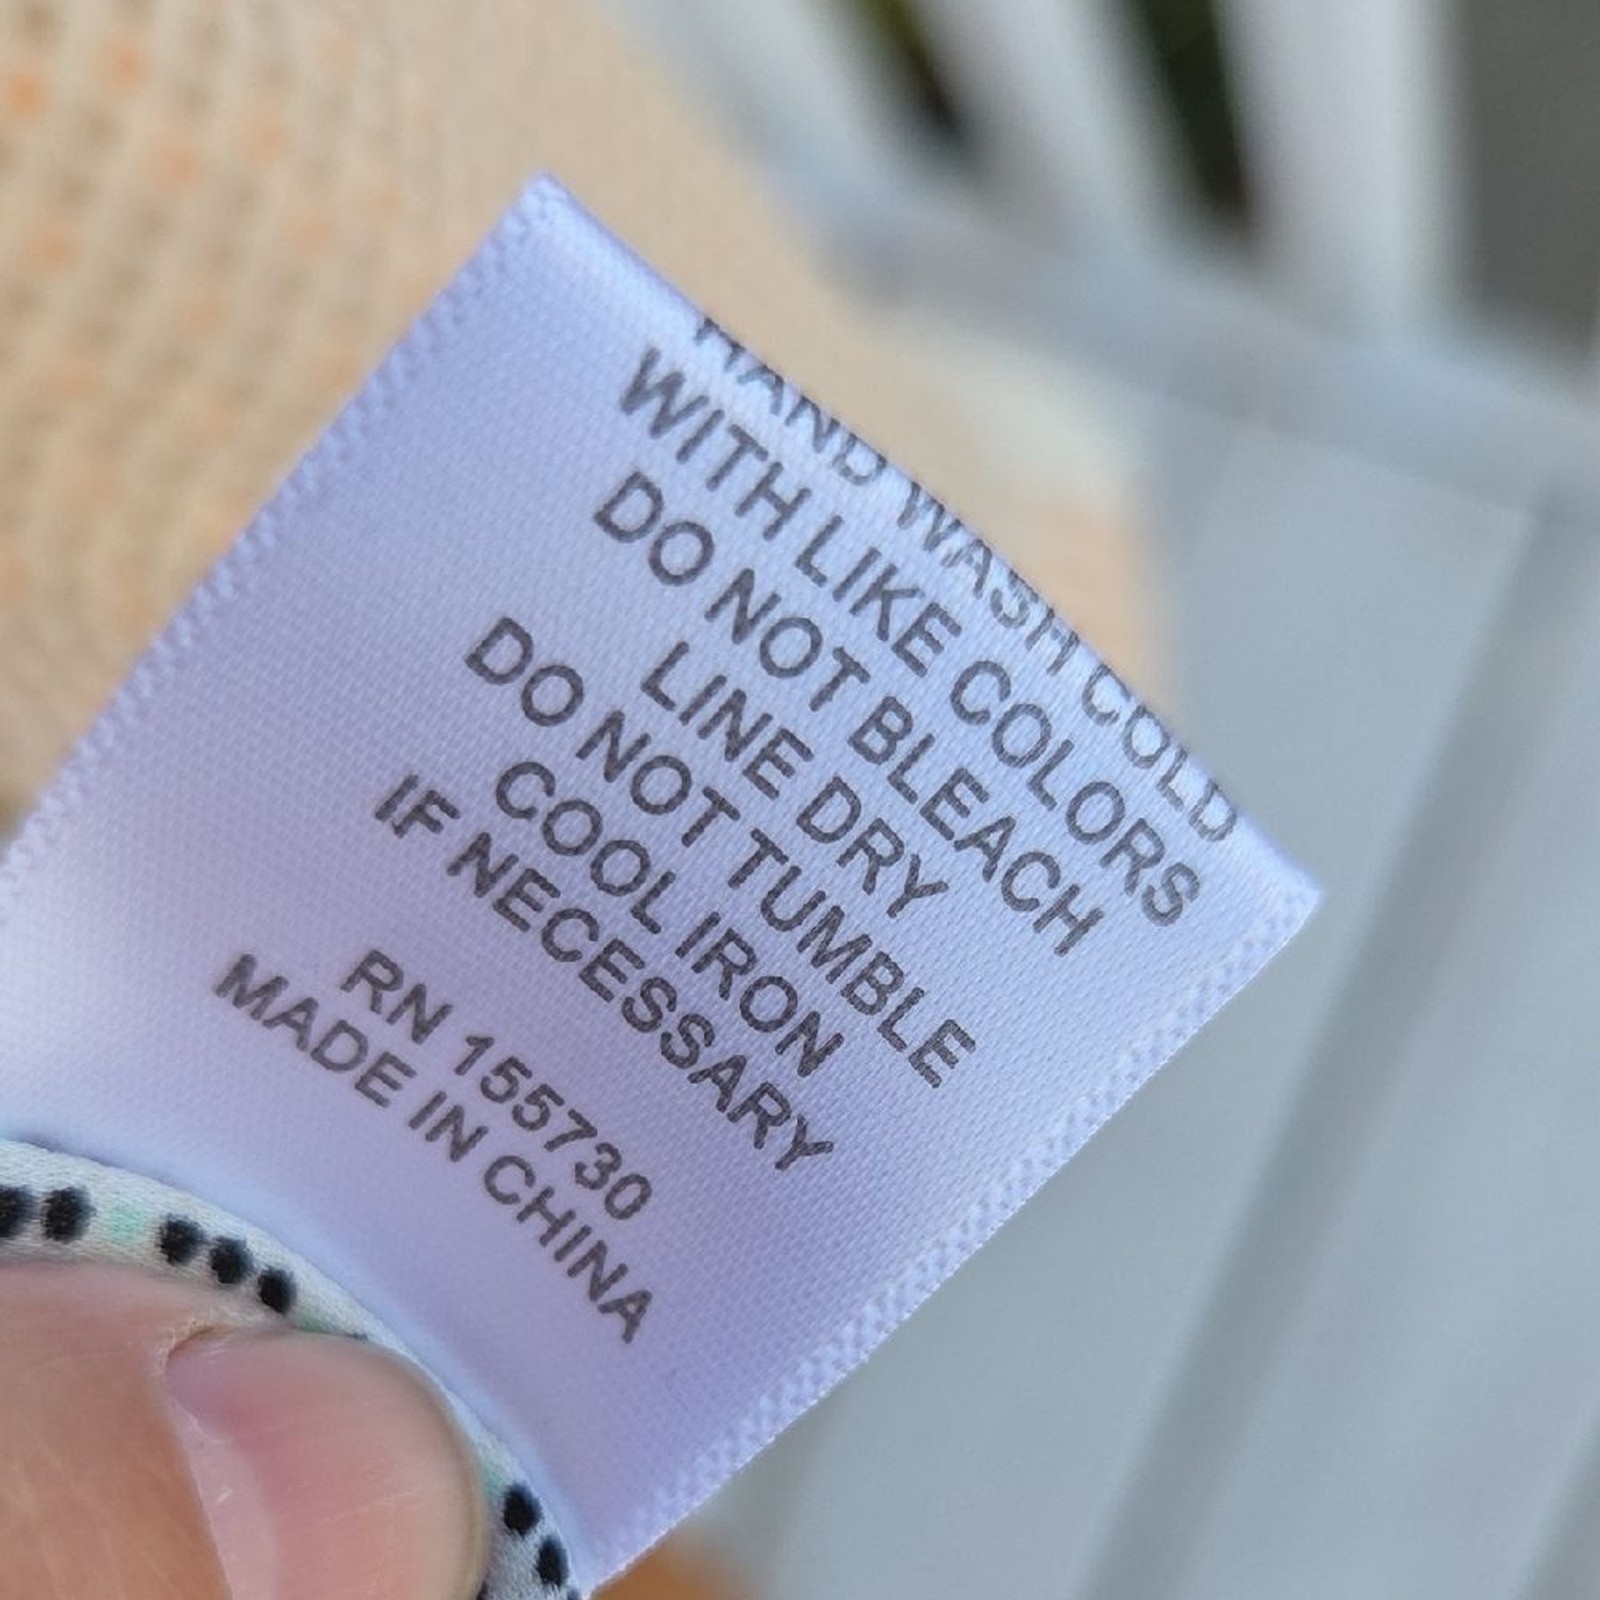 HAND WASH COLD
WITH LIKE COLORS
DO NOT BLEACH
LINE DRY
DO NOT TUMBLE
COOL IRON
IF NECESSARY
RN 155730
MADE IN CHINA